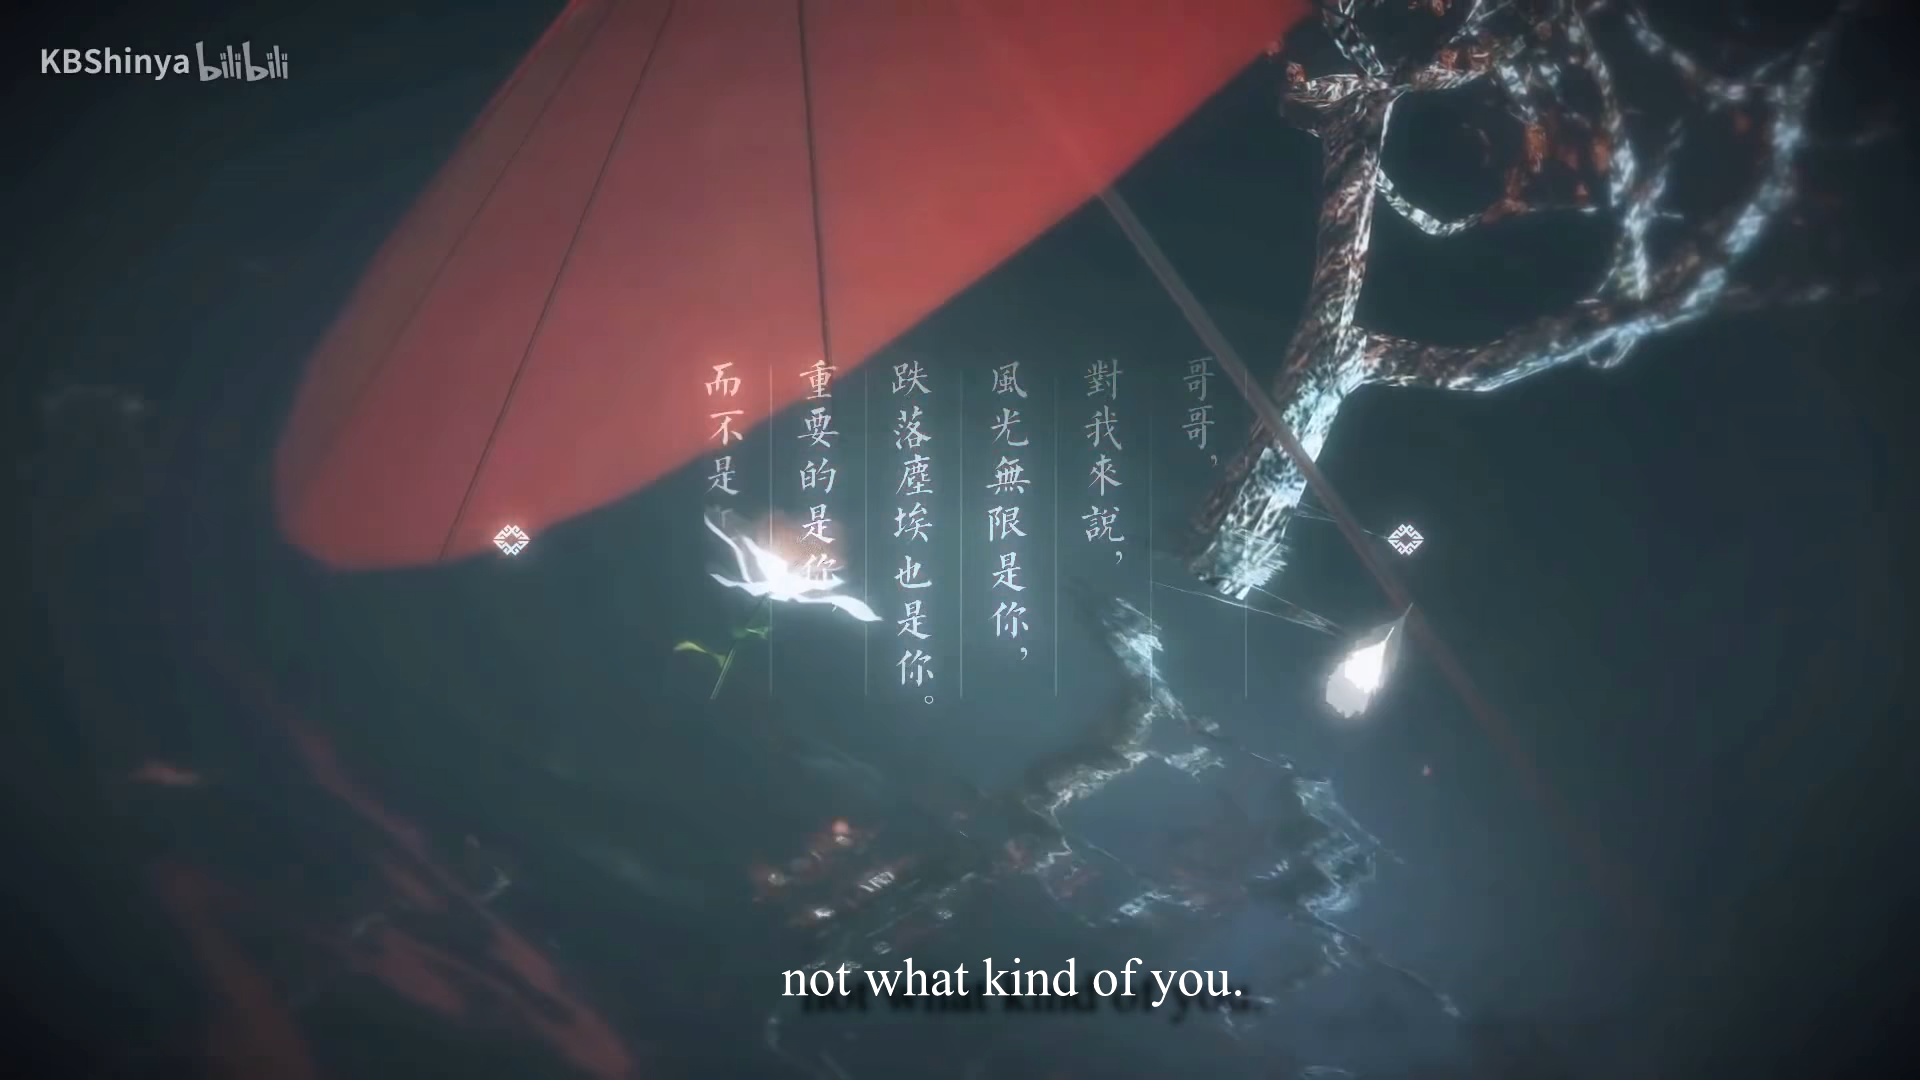 KBShinya bilibili
哥哥，
對我來說，
風光無限是你，
跌落塵埃也是你。
重要的是你，
而不是
not what kind of you.